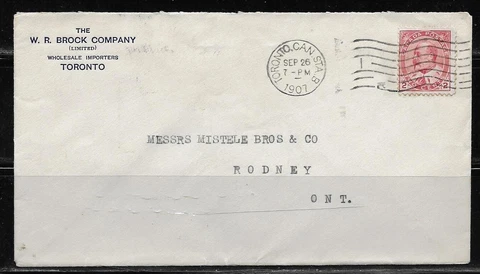 THE
W. R. BROCK COMPANY
(LIMITED)
WHOLESALE IMPORTERS
TORONTO
TORONTO, CAN STA. B
SEP 26
7-PM
1907
2 2
MESSRS MISTELE BROS & CO
RODNEY
ONT.